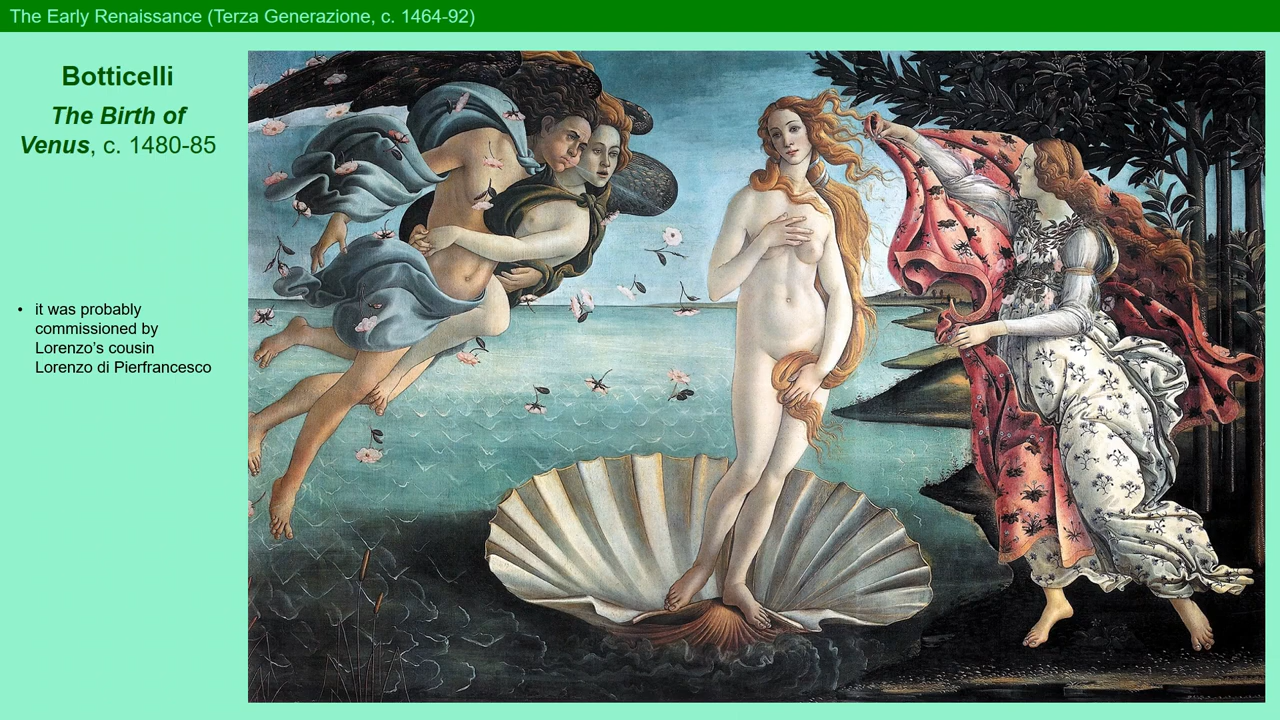 The Early Renaissance (Terza Generazione, c. 1464-92)
Botticelli
The Birth of
Venus, c. 1480-85
• it was probably
commissioned by
Lorenzo’s cousin
Lorenzo di Pierfrancesco